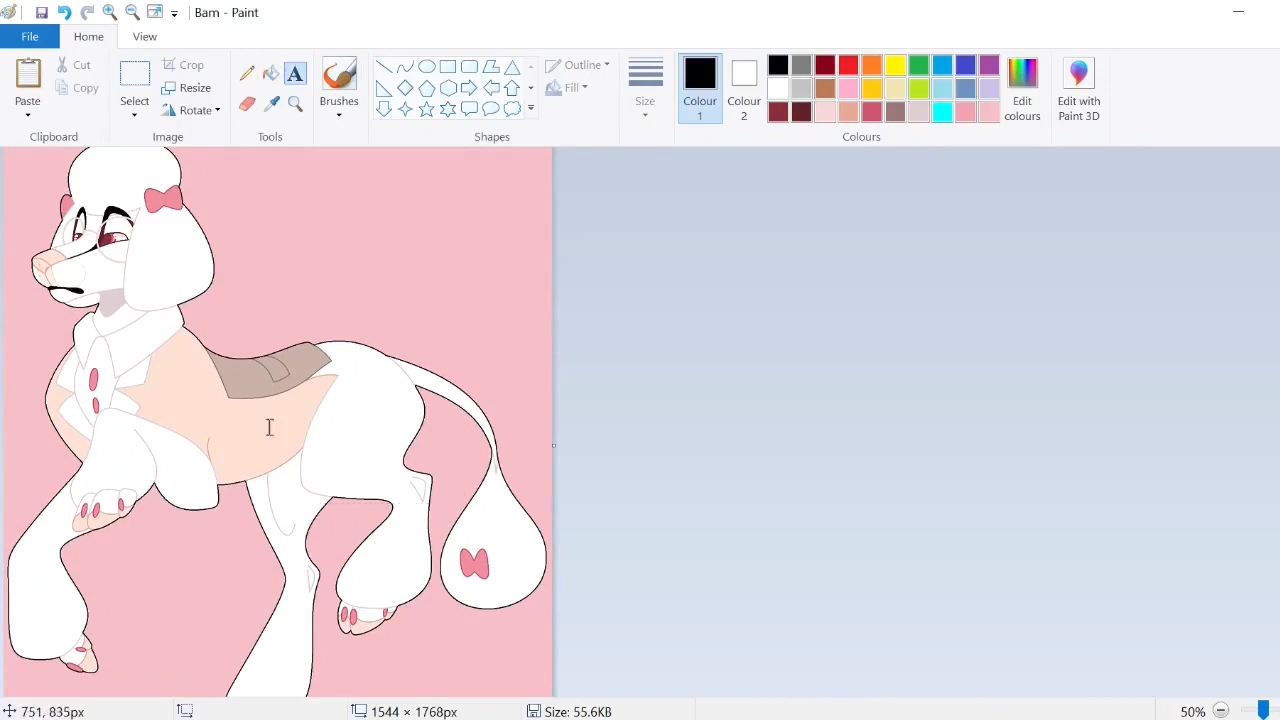 Bam - Paint
File
Home
View
Paste
Cut
Copy
Clipboard
Select
Crop
Resize
Rotate
Image
A
Tools
Brushes
Outline
Fill
Shapes
Size
Colour
1
Colour
2
Edit
colours
Edit with
Paint 3D
Colours
751, 835px
1544 × 1768px
Size: 55.6KB
50%